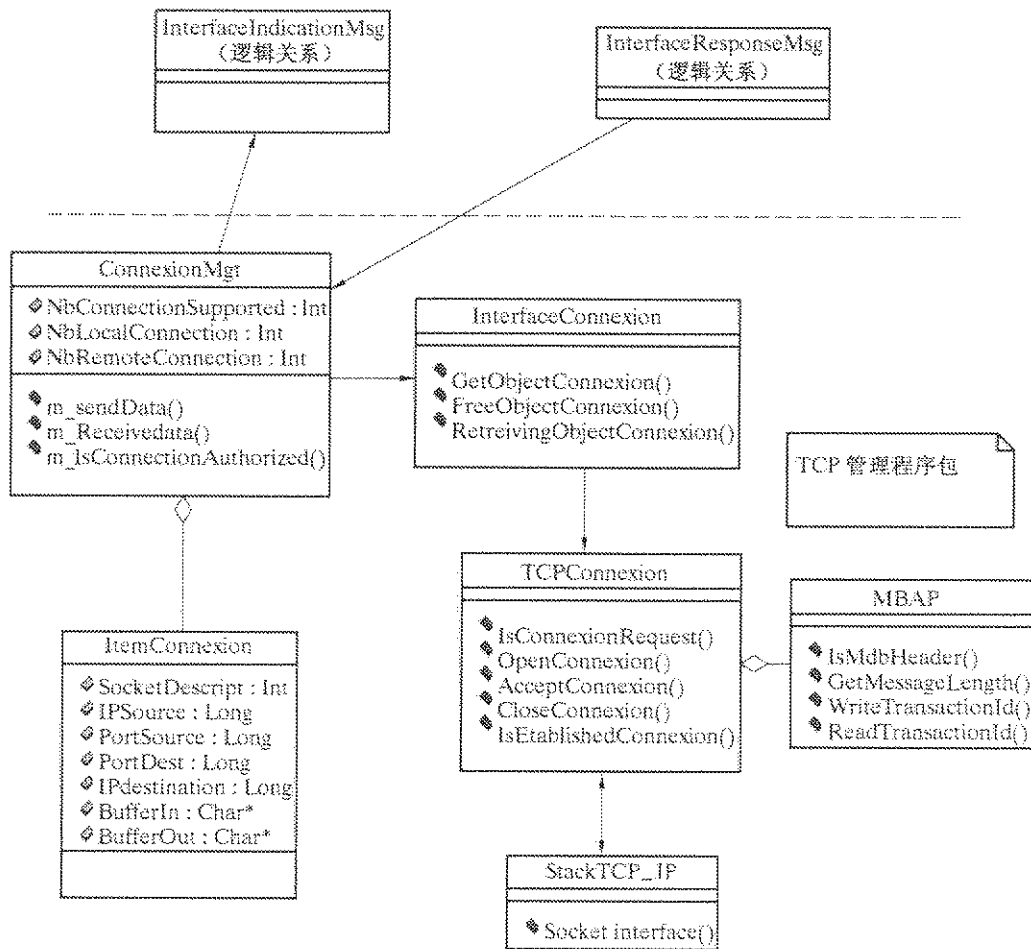 InterfaceIndicationMsg
（逻辑关系）
InterfaceResponseMsg
（逻辑关系）
ConnexionMgt
NbConnectionSupported : Int
NbLocalConnection : Int
NbRemoteConnection : Int
m_sendData()
m_Receivedata()
m_IsConnectionAuthorized()
InterfaceConnexion
GetObjectConnexion()
FreeObjectConnexion()
RetreivingObjectConnexion()
TCP 管理程序包
TCPConnexion
IsConnexionRequest()
OpenConnexion()
AcceptConnexion()
CloseConnexion()
IsEtablishedConnexion()
MBAP
IsMdbHeader()
GetMessageLength()
WriteTransactionId()
ReadTransactionId()
ItemConnexion
SocketDescript : Int
IPSource : Long
PortSource : Long
PortDest : Long
IPdestination : Long
BufferIn : Char*
BufferOut : Char*
StackTCP_IP
Socket interface()